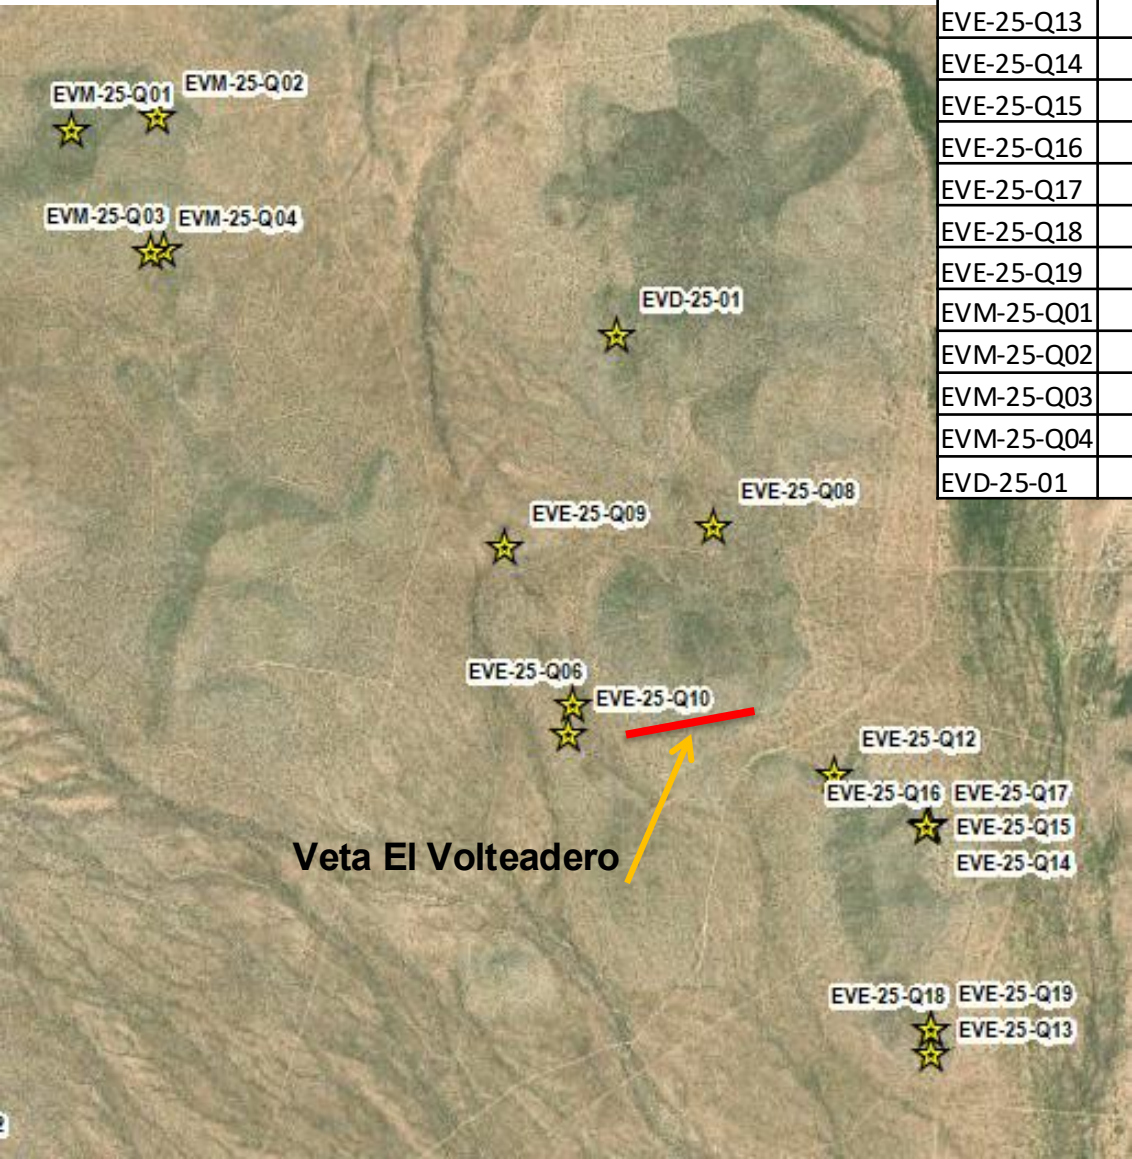 EVE-25-Q13
EVE-25-Q14
EVE-25-Q15
EVE-25-Q16
EVE-25-Q17
EVE-25-Q18
EVE-25-Q19
EVM-25-Q01
EVM-25-Q02
EVM-25-Q03
EVM-25-Q04
EVD-25-01
EVM-25-Q01 EVM-25-Q02
EVM-25-Q03 EVM-25-Q04
EVD-25-01
EVE-25-Q08
EVE-25-Q09
EVE-25-Q06
EVE-25-Q10
EVE-25-Q12
EVE-25-Q16 EVE-25-Q17
EVE-25-Q15
Veta El Volteadero
EVE-25-Q14
EVE-25-Q18 EVE-25-Q19
EVE-25-Q13